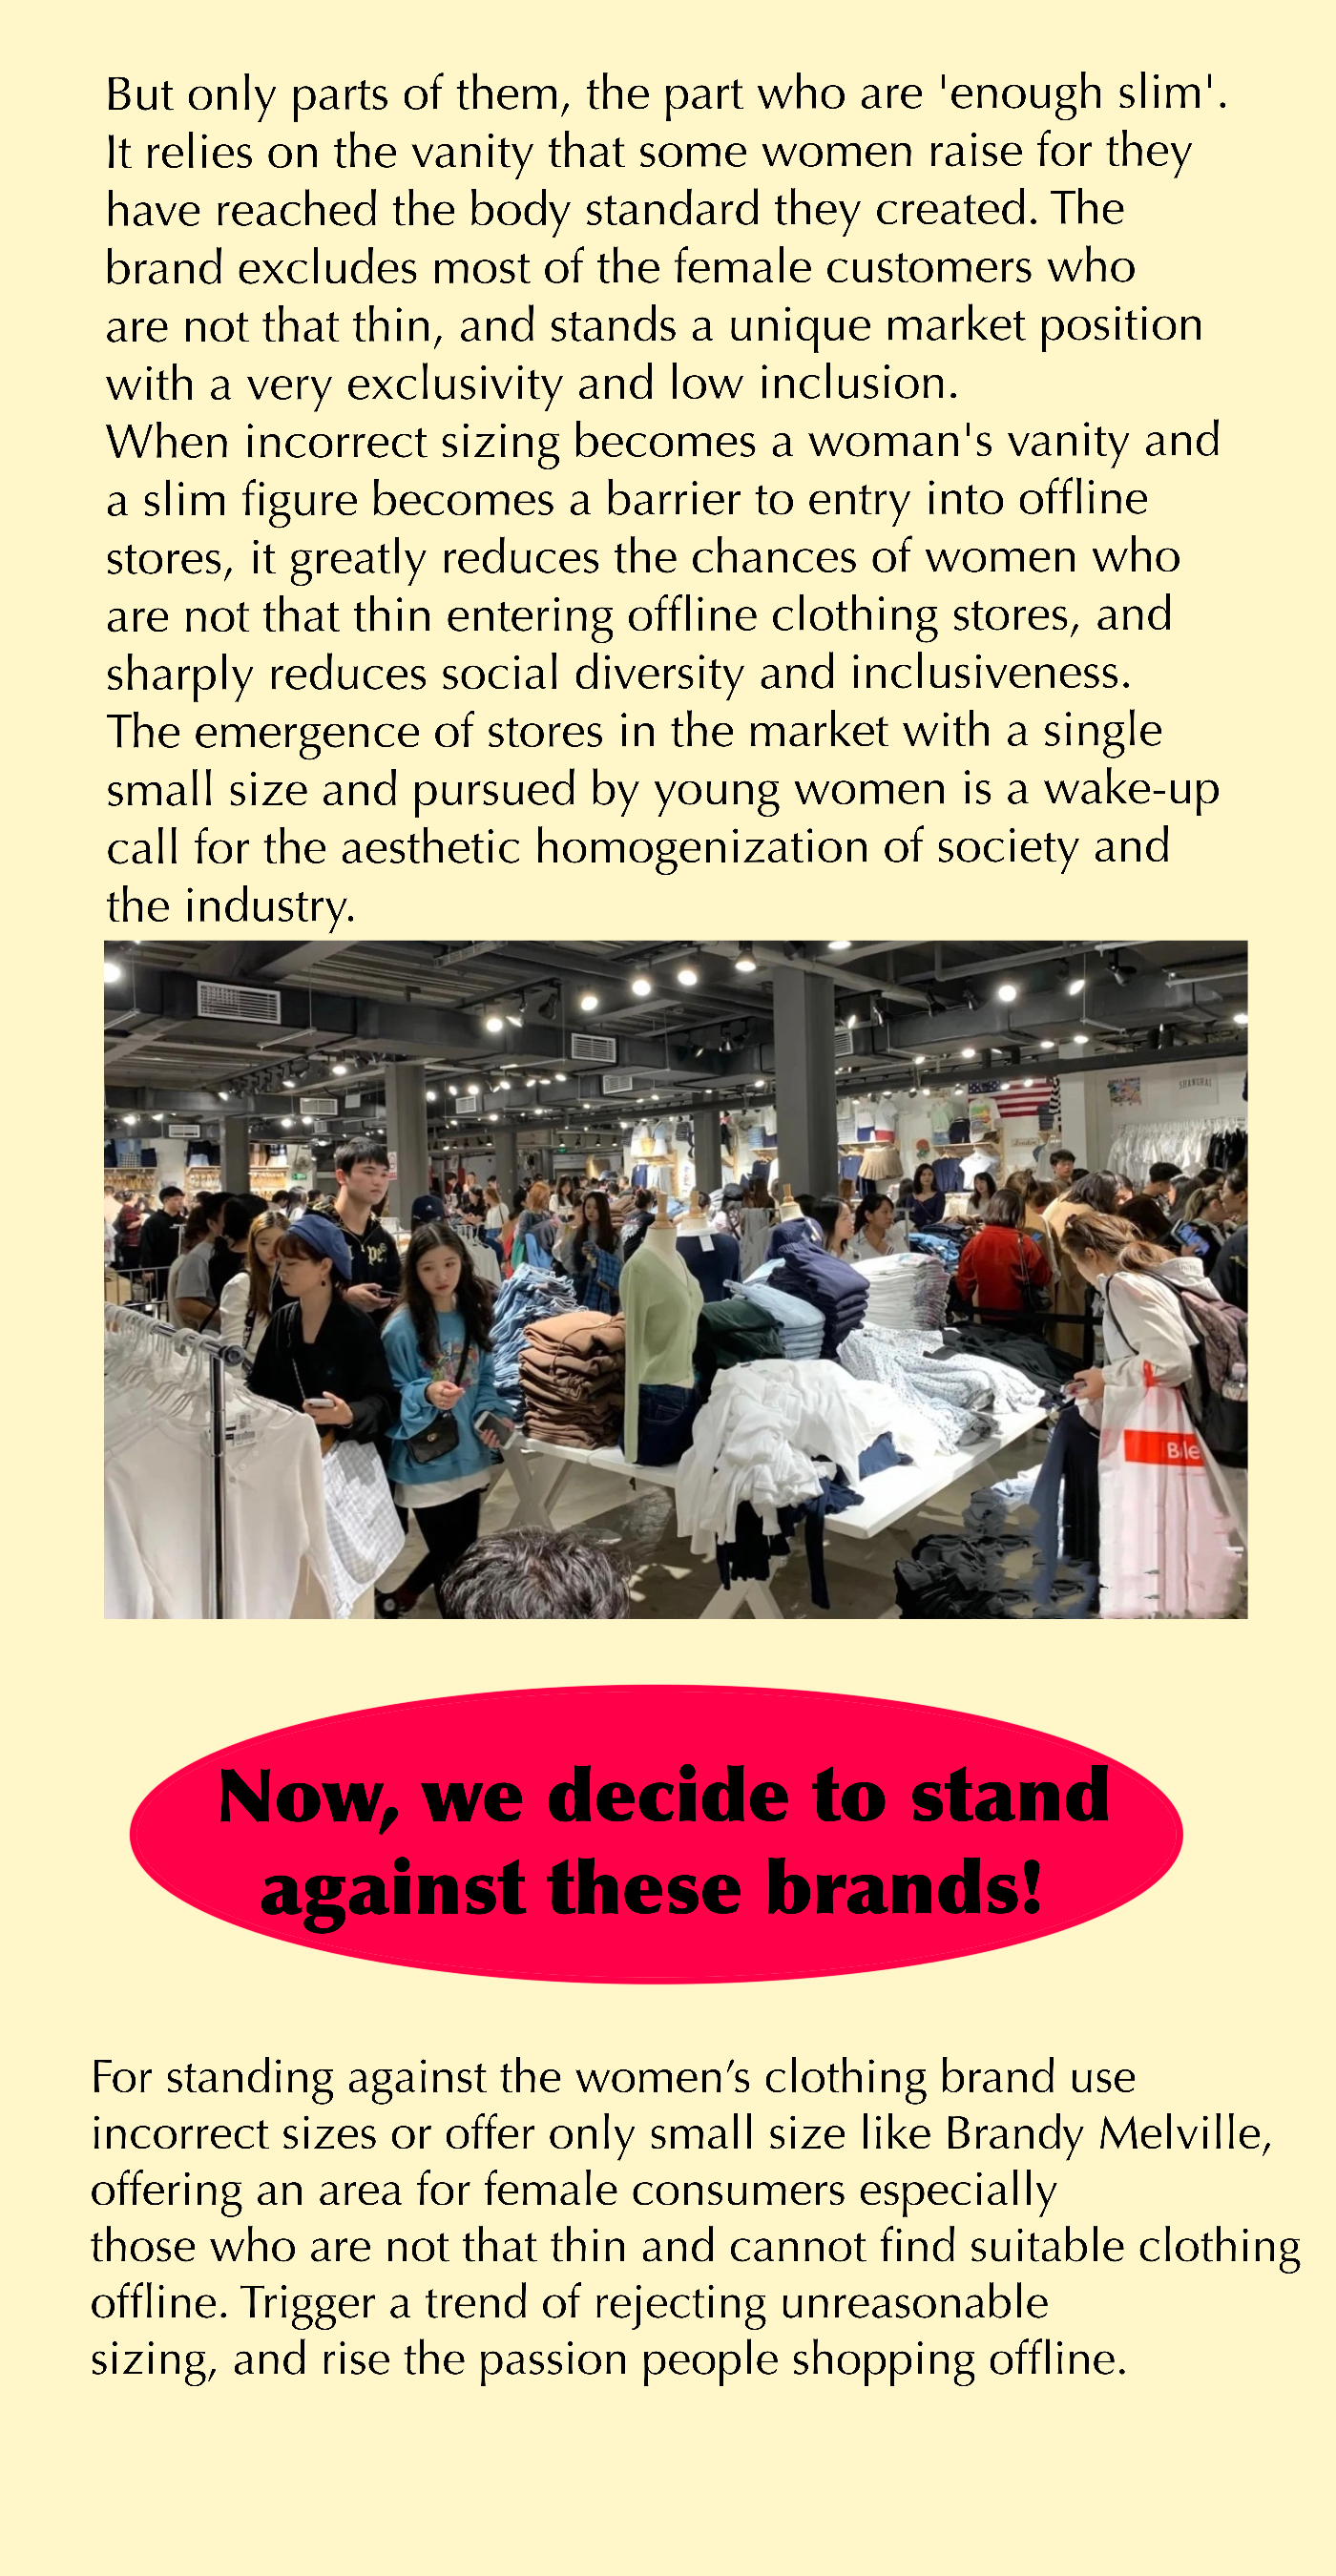 But only parts of them, the part who are 'enough slim'.
It relies on the vanity that some women raise for they
have reached the body standard they created. The
brand excludes most of the female customers who
are not that thin, and stands a unique market position
with a very exclusivity and low inclusion.
When incorrect sizing becomes a woman's vanity and
a slim figure becomes a barrier to entry into offline
stores, it greatly reduces the chances of women who
are not that thin entering offline clothing stores, and
sharply reduces social diversity and inclusiveness.
The emergence of stores in the market with a single
small size and pursued by young women is a wake-up
call for the aesthetic homogenization of society and
the industry.
SHANGHAI
Now, we decide to stand
against these brands!
For standing against the women’s clothing brand use
incorrect sizes or offer only small size like Brandy Melville,
offering an area for female consumers especially
those who are not that thin and cannot find suitable clothing
offline. Trigger a trend of rejecting unreasonable
sizing, and rise the passion people shopping offline.